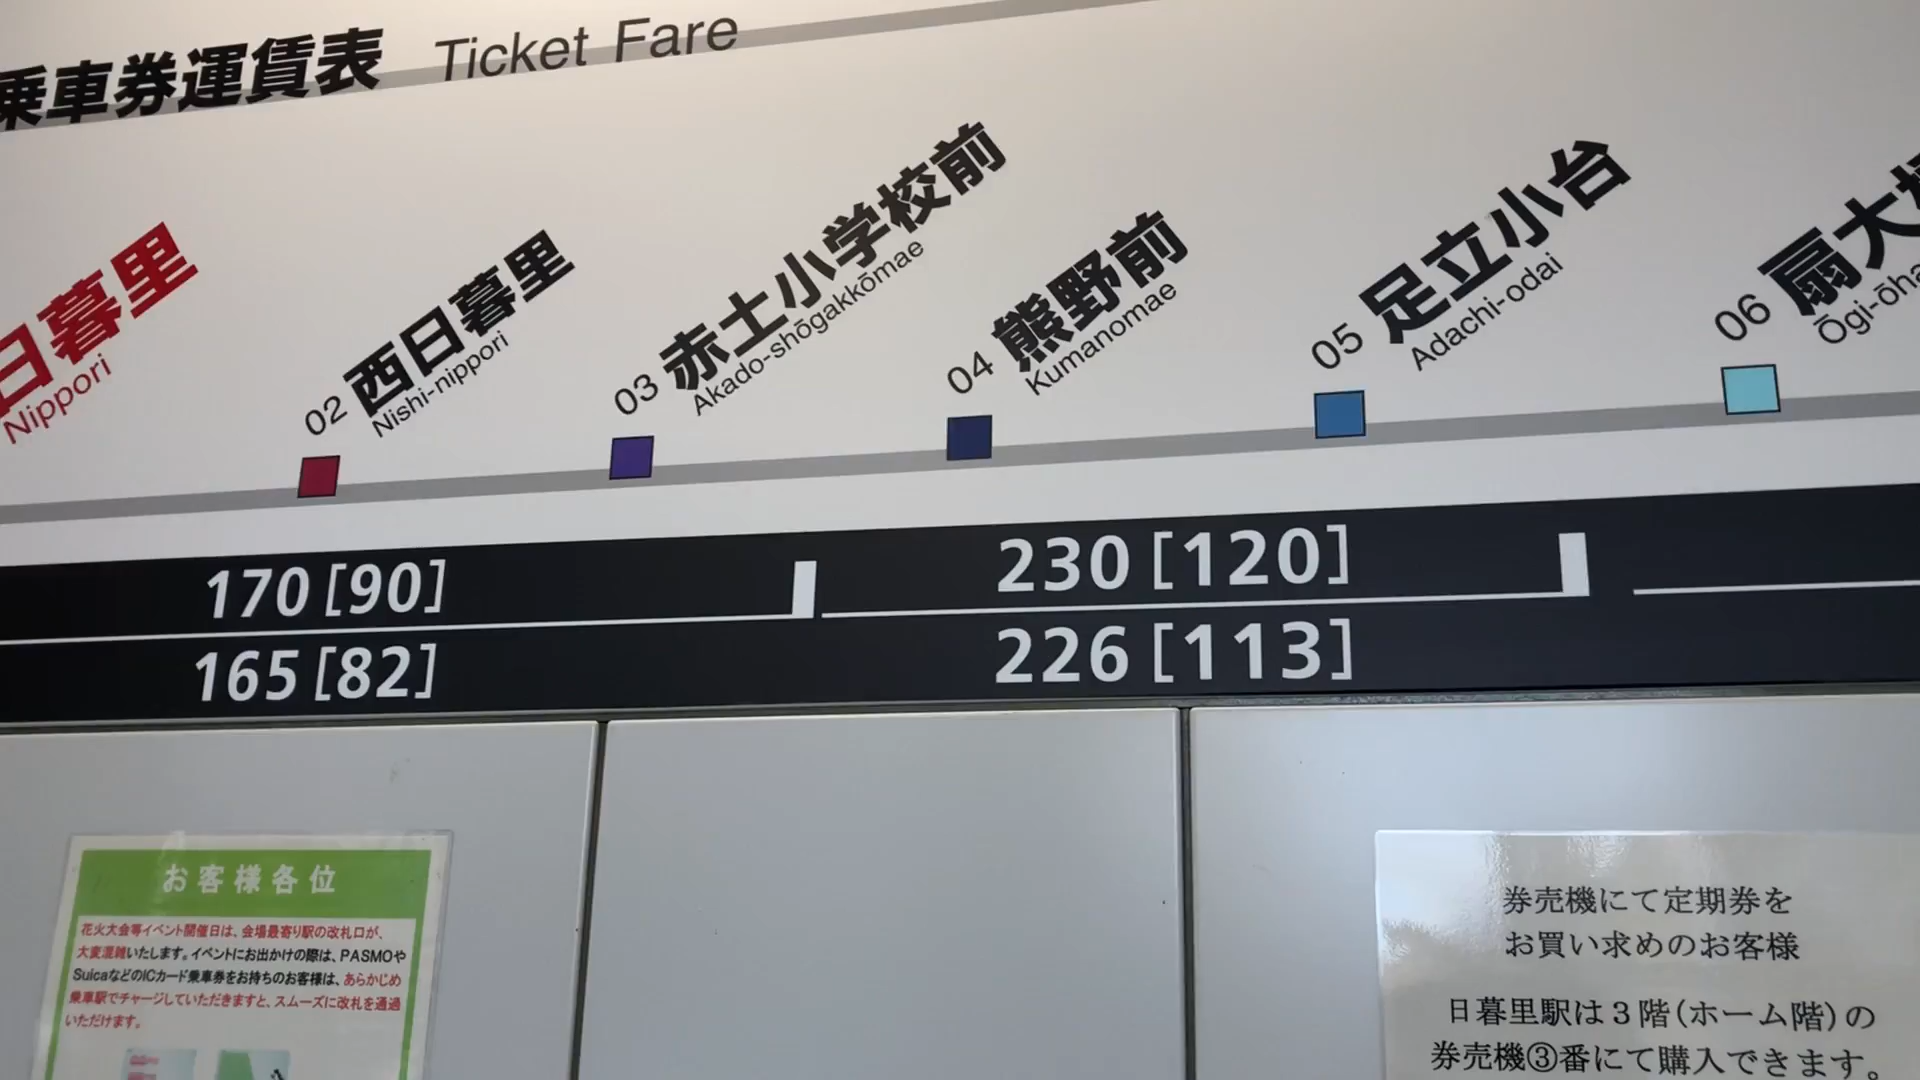 乗車券運賃表 Ticket Fare
日暮里
Nippori
02 西日暮里
Nishi-nippori
03 赤土小学校前
Akado-shōgakkōmae
04 熊野前
Kumanomae
05 足立小台
Adachi-odai
06 扇大
Ōgi-ōha
170 [90]
230 [120]
165 [82]
226 [113]
お客様各位
花火大会等イベント開催日は、会場最寄り駅の改札口が、
大変混雑いたします。イベントにお出かけの際は、PASMOや
SuicaなどのICカード乗車券をお持ちのお客様は、あらかじめ
乗車駅でチャージしていただきますと、スムーズに改札を通過
いただけます。
券売機にて定期券を
お買い求めのお客様
日暮里駅は３階（ホーム階）の
券売機③番にて購入できます。